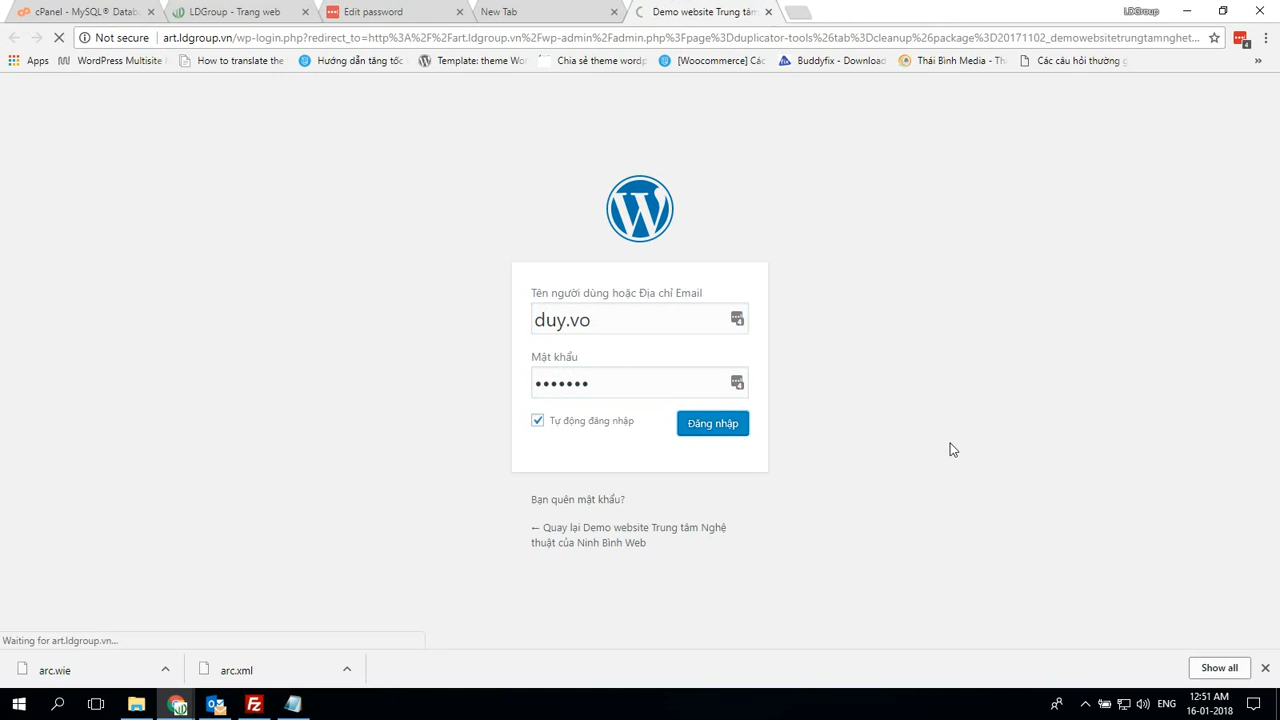 cPanel - MySQL® Datab
LDGroup - Trang web
Edit password
New Tab
Demo website Trung tâm
LDGroup
Not secure
art.ldgroup.vn/wp-login.php?redirect_to=http%3A%2F%2Fart.ldgroup.vn%2Fwp-admin%2Fadmin.php%3Fpage%3Dduplicator-tools%26tab%3Dcleanup%26package%3D20171102_demowebsitetrungtamnghet...
Apps
WordPress Multisite
How to translate the
Hướng dẫn tăng tốc
Template: theme Wor
Chia sẻ theme wordp
[Woocommerce] Các
Buddyfix - Download
Thái Bình Media - Th
Các câu hỏi thường g
»
Tên người dùng hoặc Địa chỉ Email
duy.vo
Mật khẩu
•••••••
Tự động đăng nhập
Đăng nhập
Bạn quên mật khẩu?
← Quay lại Demo website Trung tâm Nghệ
thuật của Ninh Bình Web
Waiting for art.ldgroup.vn...
arc.wie
arc.xml
Show all
ENG
12:51 AM
16-01-2018